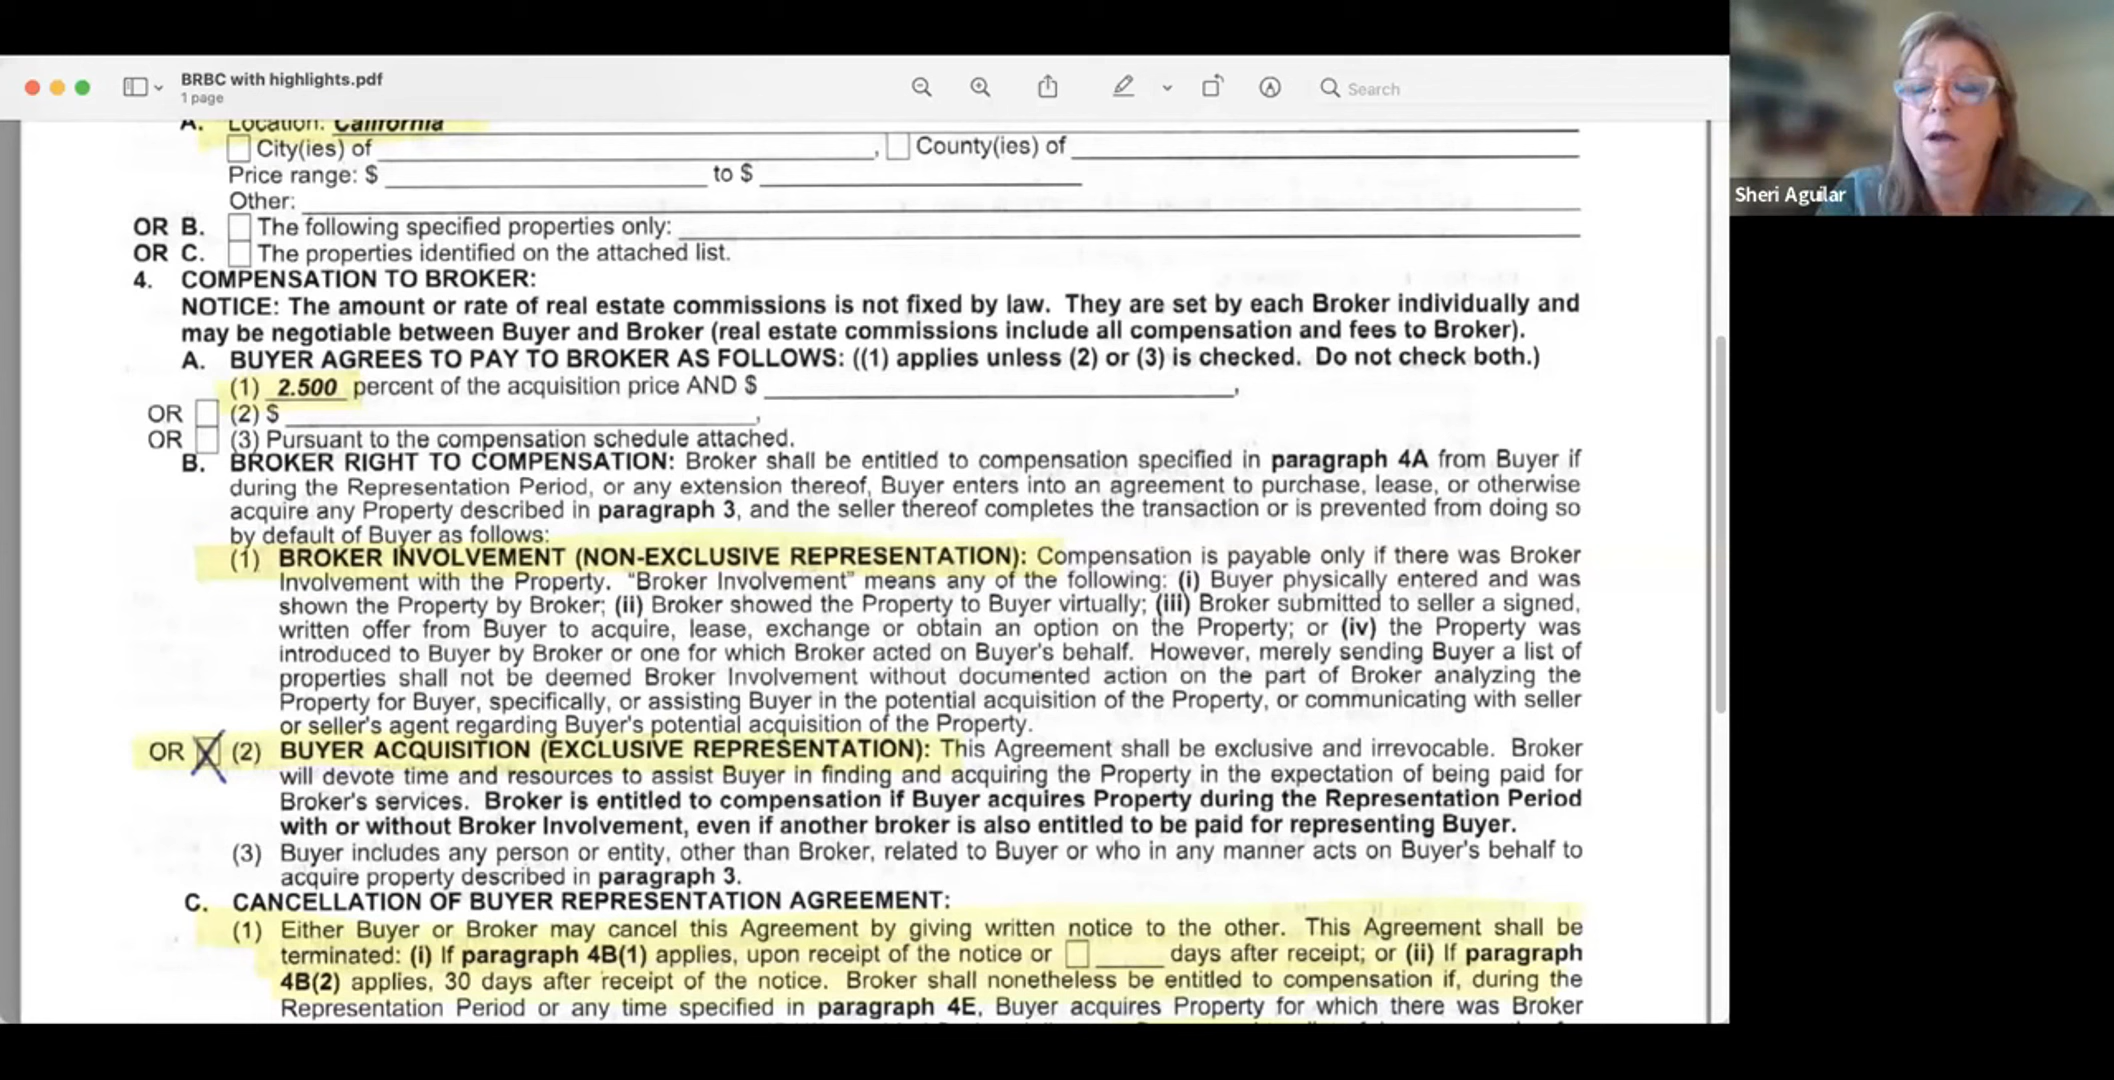 BRBC with highlights.pdf
1 page
Search
Sheri Aguilar
A. Location: California
City(ies) of , County(ies) of
Price range: $ to $
Other:
OR B. The following specified properties only:
OR C. The properties identified on the attached list.
4. COMPENSATION TO BROKER:
NOTICE: The amount or rate of real estate commissions is not fixed by law. They are set by each Broker individually and
may be negotiable between Buyer and Broker (real estate commissions include all compensation and fees to Broker).
A. BUYER AGREES TO PAY TO BROKER AS FOLLOWS: ((1) applies unless (2) or (3) is checked. Do not check both.)
(1) 2.500 percent of the acquisition price AND $ ,
OR (2) $ ,
OR (3) Pursuant to the compensation schedule attached.
B. BROKER RIGHT TO COMPENSATION: Broker shall be entitled to compensation specified in paragraph 4A from Buyer if
during the Representation Period, or any extension thereof, Buyer enters into an agreement to purchase, lease, or otherwise
acquire any Property described in paragraph 3, and the seller thereof completes the transaction or is prevented from doing so
by default of Buyer as follows:
(1) BROKER INVOLVEMENT (NON-EXCLUSIVE REPRESENTATION): Compensation is payable only if there was Broker
Involvement with the Property. "Broker Involvement" means any of the following: (i) Buyer physically entered and was
shown the Property by Broker; (ii) Broker showed the Property to Buyer virtually; (iii) Broker submitted to seller a signed,
written offer from Buyer to acquire, lease, exchange or obtain an option on the Property; or (iv) the Property was
introduced to Buyer by Broker or one for which Broker acted on Buyer's behalf. However, merely sending Buyer a list of
properties shall not be deemed Broker Involvement without documented action on the part of Broker analyzing the
Property for Buyer, specifically, or assisting Buyer in the potential acquisition of the Property, or communicating with seller
or seller's agent regarding Buyer's potential acquisition of the Property.
OR X (2) BUYER ACQUISITION (EXCLUSIVE REPRESENTATION): This Agreement shall be exclusive and irrevocable. Broker
will devote time and resources to assist Buyer in finding and acquiring the Property in the expectation of being paid for
Broker's services. Broker is entitled to compensation if Buyer acquires Property during the Representation Period
with or without Broker Involvement, even if another broker is also entitled to be paid for representing Buyer.
(3) Buyer includes any person or entity, other than Broker, related to Buyer or who in any manner acts on Buyer's behalf to
acquire property described in paragraph 3.
C. CANCELLATION OF BUYER REPRESENTATION AGREEMENT:
(1) Either Buyer or Broker may cancel this Agreement by giving written notice to the other. This Agreement shall be
terminated: (i) If paragraph 4B(1) applies, upon receipt of the notice or days after receipt; or (ii) If paragraph
4B(2) applies, 30 days after receipt of the notice. Broker shall nonetheless be entitled to compensation if, during the
Representation Period or any time specified in paragraph 4E, Buyer acquires Property for which there was Broker